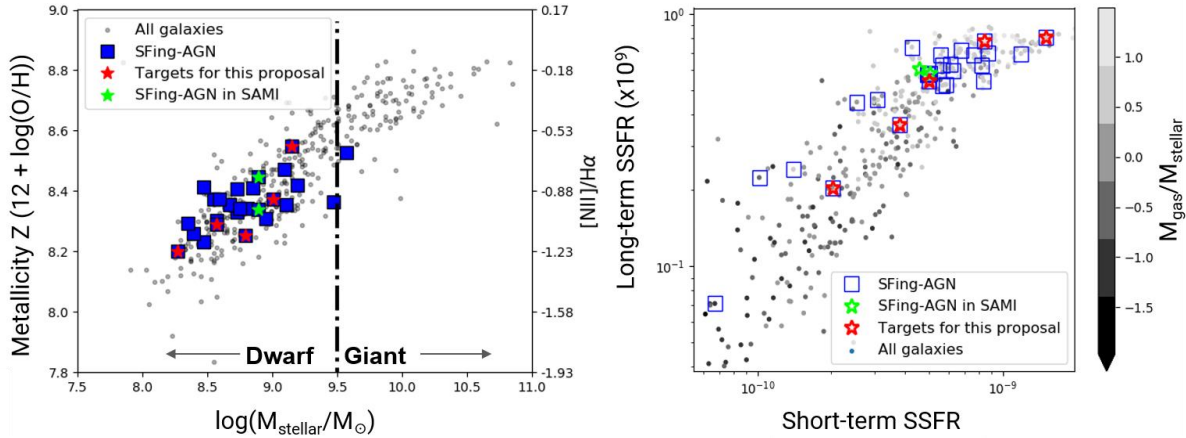 9.0
8.8
8.6
8.4
8.2
8.0
7.8
Metallicity Z (12 + log(O/H))
All galaxies
SFing-AGN
Targets for this proposal
SFing-AGN in SAMI
Dwarf
Giant
7.5 8.0 8.5 9.0 9.5 10.0 10.5 11.0
log(M_stellar/M_⊙)
0.17
-0.18
-0.53
-0.88
-1.23
-1.58
-1.93
[NII]/Hα
10⁰
10⁻¹
Long-term SSFR (x10⁹)
SFing-AGN
SFing-AGN in SAMI
Targets for this proposal
All galaxies
10⁻¹⁰ 10⁻⁹
Short-term SSFR
1.0
0.5
0.0
−0.5
−1.0
−1.5
M_gas/M_stellar